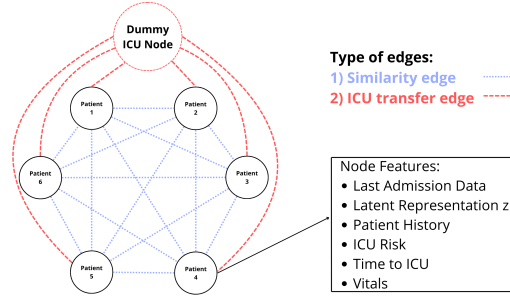 Dummy
ICU Node
Type of edges:
1) Similarity edge
2) ICU transfer edge
Patient
1
Patient
2
Patient
6
Patient
3
Patient
5
Patient
4
Node Features:
• Last Admission Data
• Latent Representation z
• Patient History
• ICU Risk
• Time to ICU
• Vitals